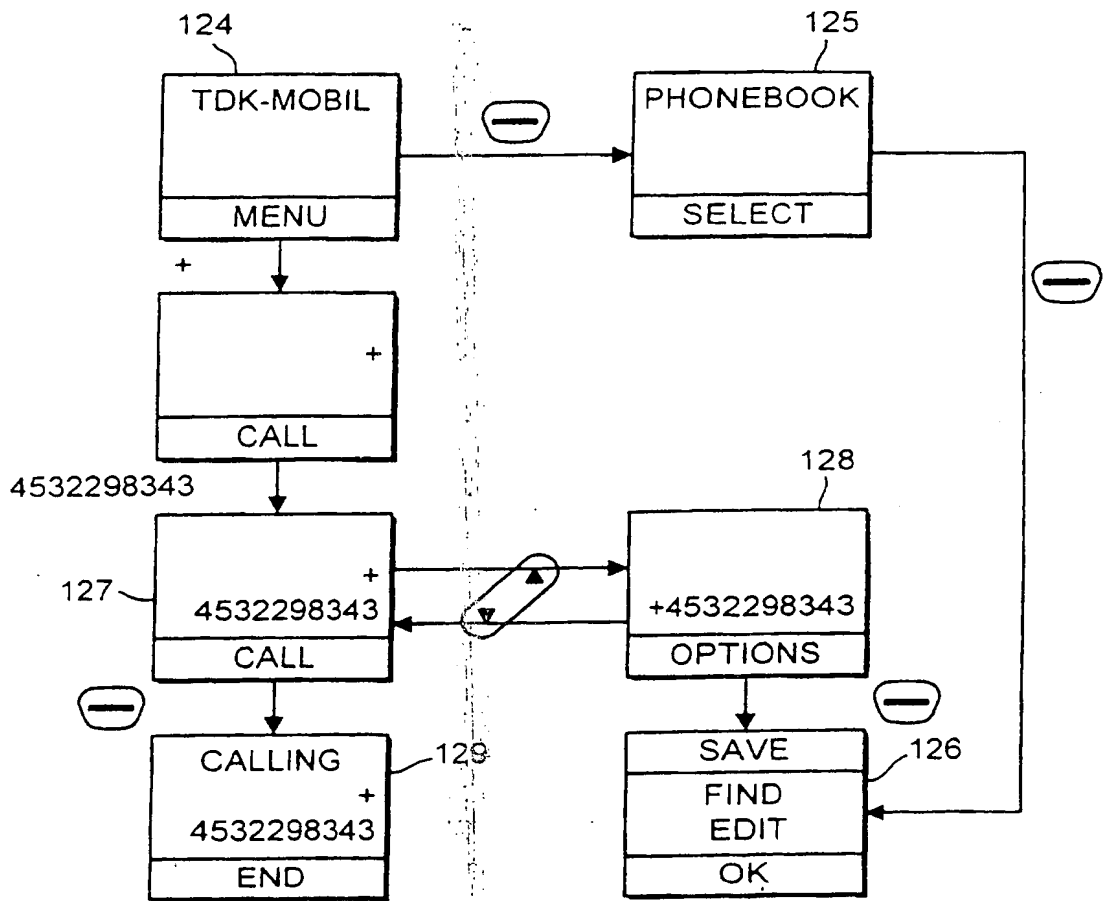 124
125
TDK-MOBIL
MENU
PHONEBOOK
SELECT
+
+
CALL
4532298343
127
+
4532298343
CALL
128
+4532298343
OPTIONS
CALLING
+
4532298343
END
129
SAVE
FIND
EDIT
OK
126